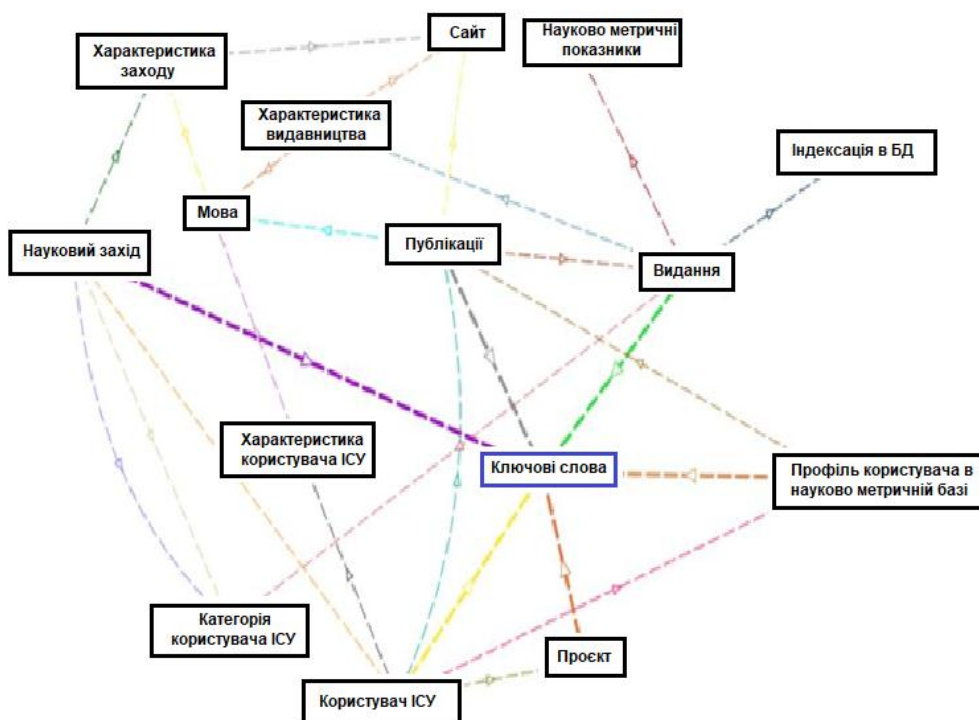 Сайт
Науково метричні
показники
Характеристика
заходу
Характеристика
видавництва
Індексація в БД
Мова
Публікації
Науковий захід
Видання
Характеристика
користувача ІСУ
Ключові слова
Профіль користувача в
науково метричній базі
Категорія
користувача ІСУ
Проєкт
Користувач ІСУ